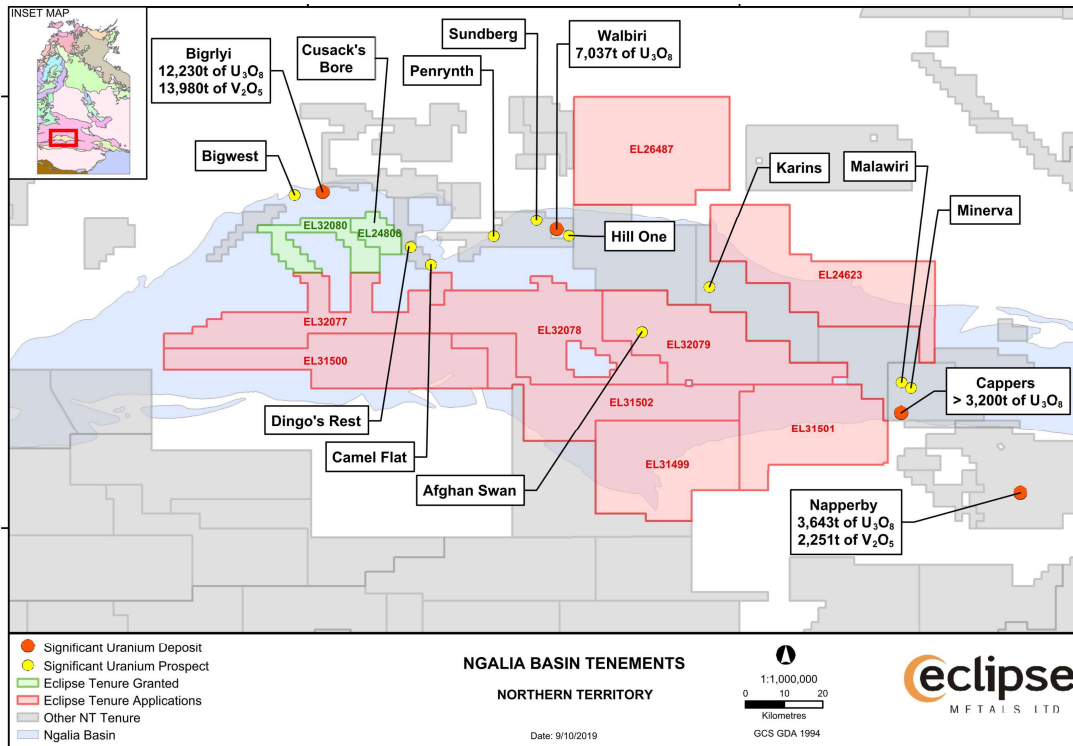 INSET MAP
Bigrlyi
12,230t of U₃O₈
13,980t of V₂O₅
Cusack's
Bore
Sundberg
Penrynth
Walbiri
7,037t of U₃O₈
Bigwest
EL26487
Karins
Malawiri
Minerva
EL32080
EL24808
Hill One
EL24623
EL32077
EL32078
EL32079
EL31500
Cappers
> 3,200t of U₃O₈
Dingo's Rest
EL31502
EL31501
Camel Flat
EL31499
Afghan Swan
Napperby
3,643t of U₃O₈
2,251t of V₂O₅
Significant Uranium Deposit
Significant Uranium Prospect
Eclipse Tenure Granted
Eclipse Tenure Applications
Other NT Tenure
Ngalia Basin
NGALIA BASIN TENEMENTS
NORTHERN TERRITORY
Date: 9/10/2019
1:1,000,000
0 10 20
Kilometres
GCS GDA 1994
eclipse
METALS LTD